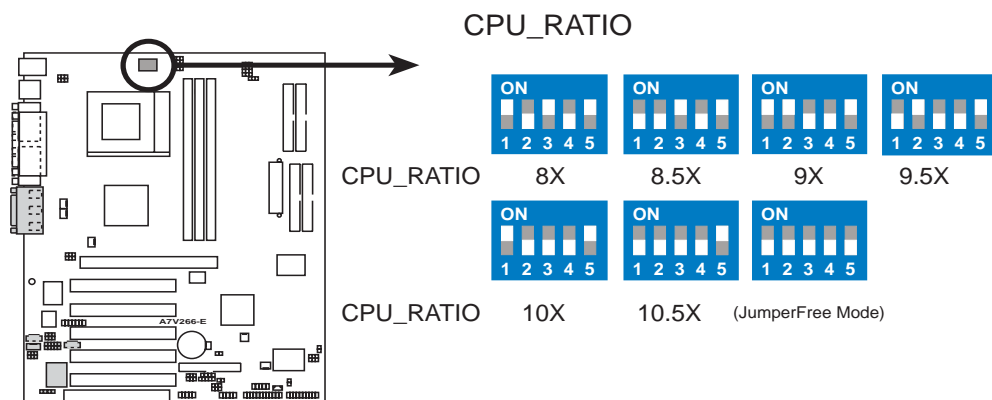 CPU_RATIO
ON ON ON ON
1 2 3 4 5 1 2 3 4 5 1 2 3 4 5 1 2 3 4 5
CPU_RATIO 8X 8.5X 9X 9.5X
ON ON ON
1 2 3 4 5 1 2 3 4 5 1 2 3 4 5
CPU_RATIO 10X 10.5X (JumperFree Mode)
A7V266-E